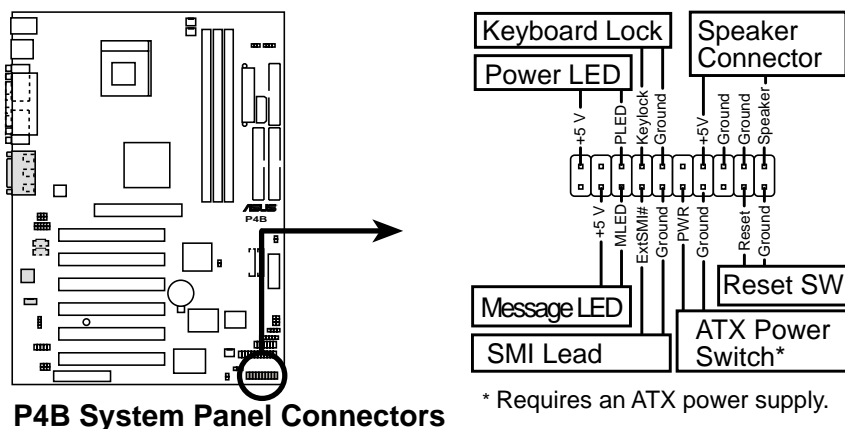 ASUS
P4B
P4B System Panel Connectors
Keyboard Lock
Power LED
Speaker
Connector
+5 V
PLED
Keylock
Ground
+5V
Ground
Ground
Speaker
+5 V
MLED
ExtSMI#
Ground
PWR
Ground
Reset
Ground
Message LED
SMI Lead
Reset SW
ATX Power
Switch*
* Requires an ATX power supply.